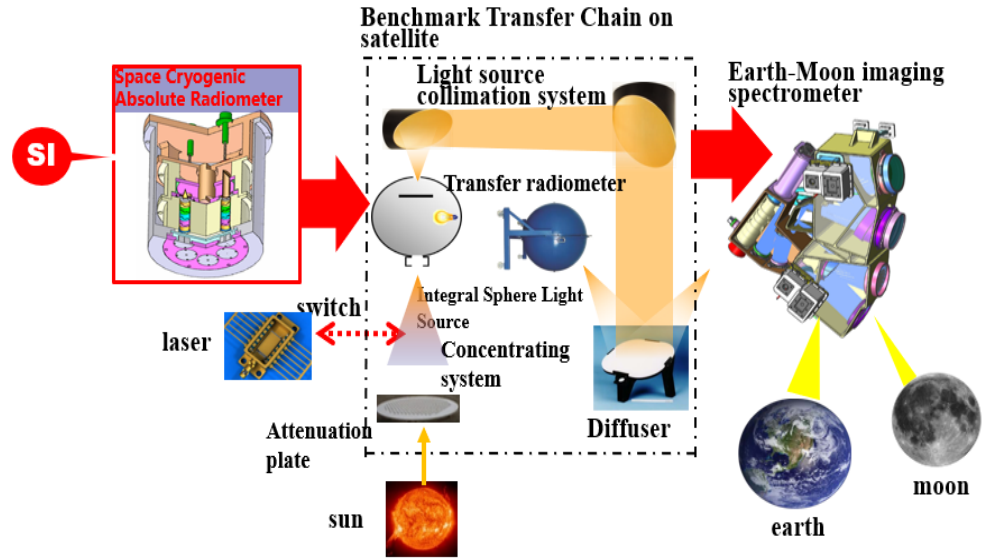 Benchmark Transfer Chain on
satellite
Space Cryogenic
Absolute Radiometer
SI
Light source
collimation system
Earth-Moon imaging
spectrometer
Transfer radiometer
Integral Sphere Light
Source
switch
laser
Concentrating
system
Attenuation
plate
Diffuser
sun
earth
moon